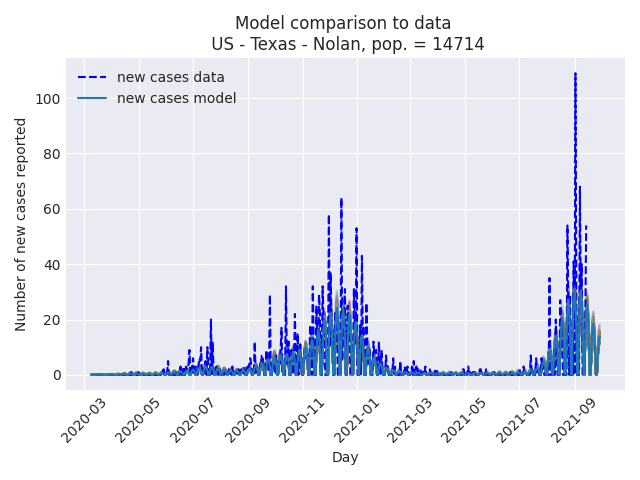 Model comparison to data
US - Texas - Nolan, pop. = 14714
new cases data
new cases model
Number of new cases reported
100
80
60
40
20
0
2020-03
2020-05
2020-07
2020-09
2020-11
2021-01
2021-03
2021-05
2021-07
2021-09
Day